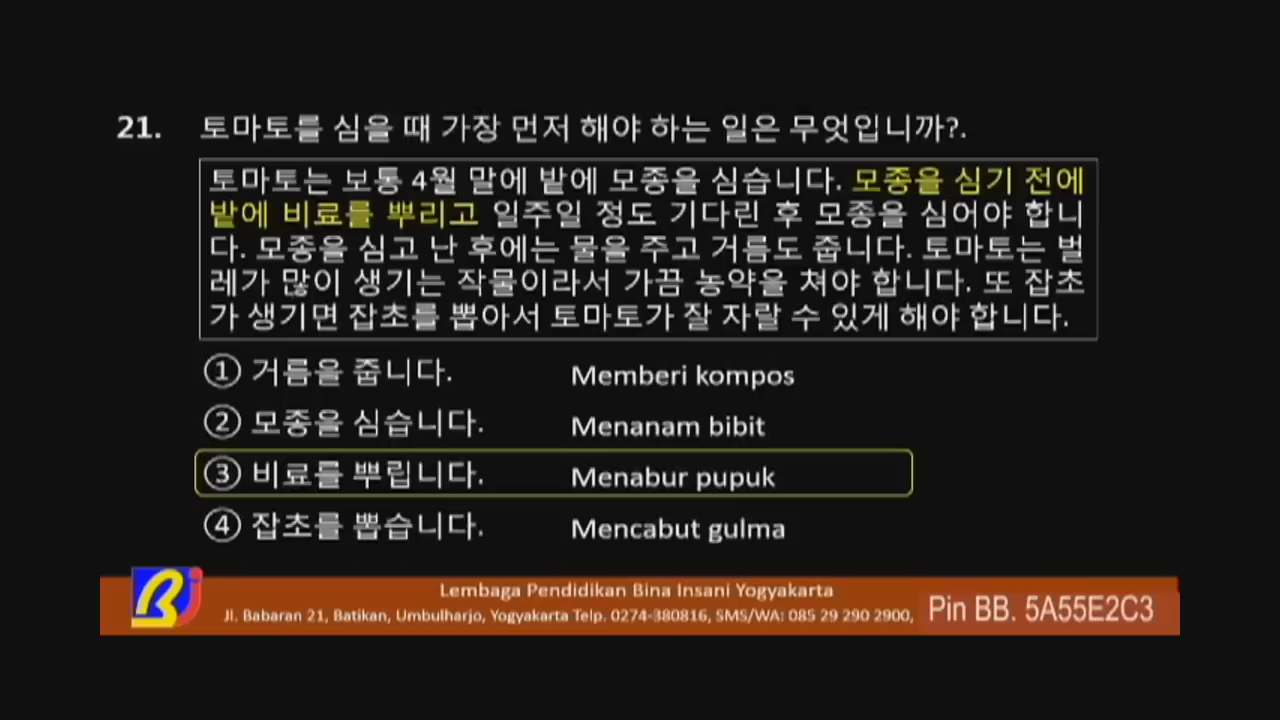 21. 토마토를 심을 때 가장 먼저 해야 하는 일은 무엇입니까?.
토마토는 보통 4월 말에 밭에 모종을 심습니다. 모종을 심기 전에
밭에 비료를 뿌리고 일주일 정도 기다린 후 모종을 심어야 합니
다. 모종을 심고 난 후에는 물을 주고 거름도 줍니다. 토마토는 벌
레가 많이 생기는 작물이라서 가끔 농약을 쳐야 합니다. 또 잡초
가 생기면 잡초를 뽑아서 토마토가 잘 자랄 수 있게 해야 합니다.
① 거름을 줍니다. Memberi kompos
② 모종을 심습니다. Menanam bibit
③ 비료를 뿌립니다. Menabur pupuk
④ 잡초를 뽑습니다. Mencabut gulma
Lembaga Pendidikan Bina Insani Yogyakarta
Jl. Babaran 21, Batikan, Umbulharjo, Yogyakarta Telp. 0274-380816, SMS/WA: 085 29 290 2900, Pin BB. 5A55E2C3